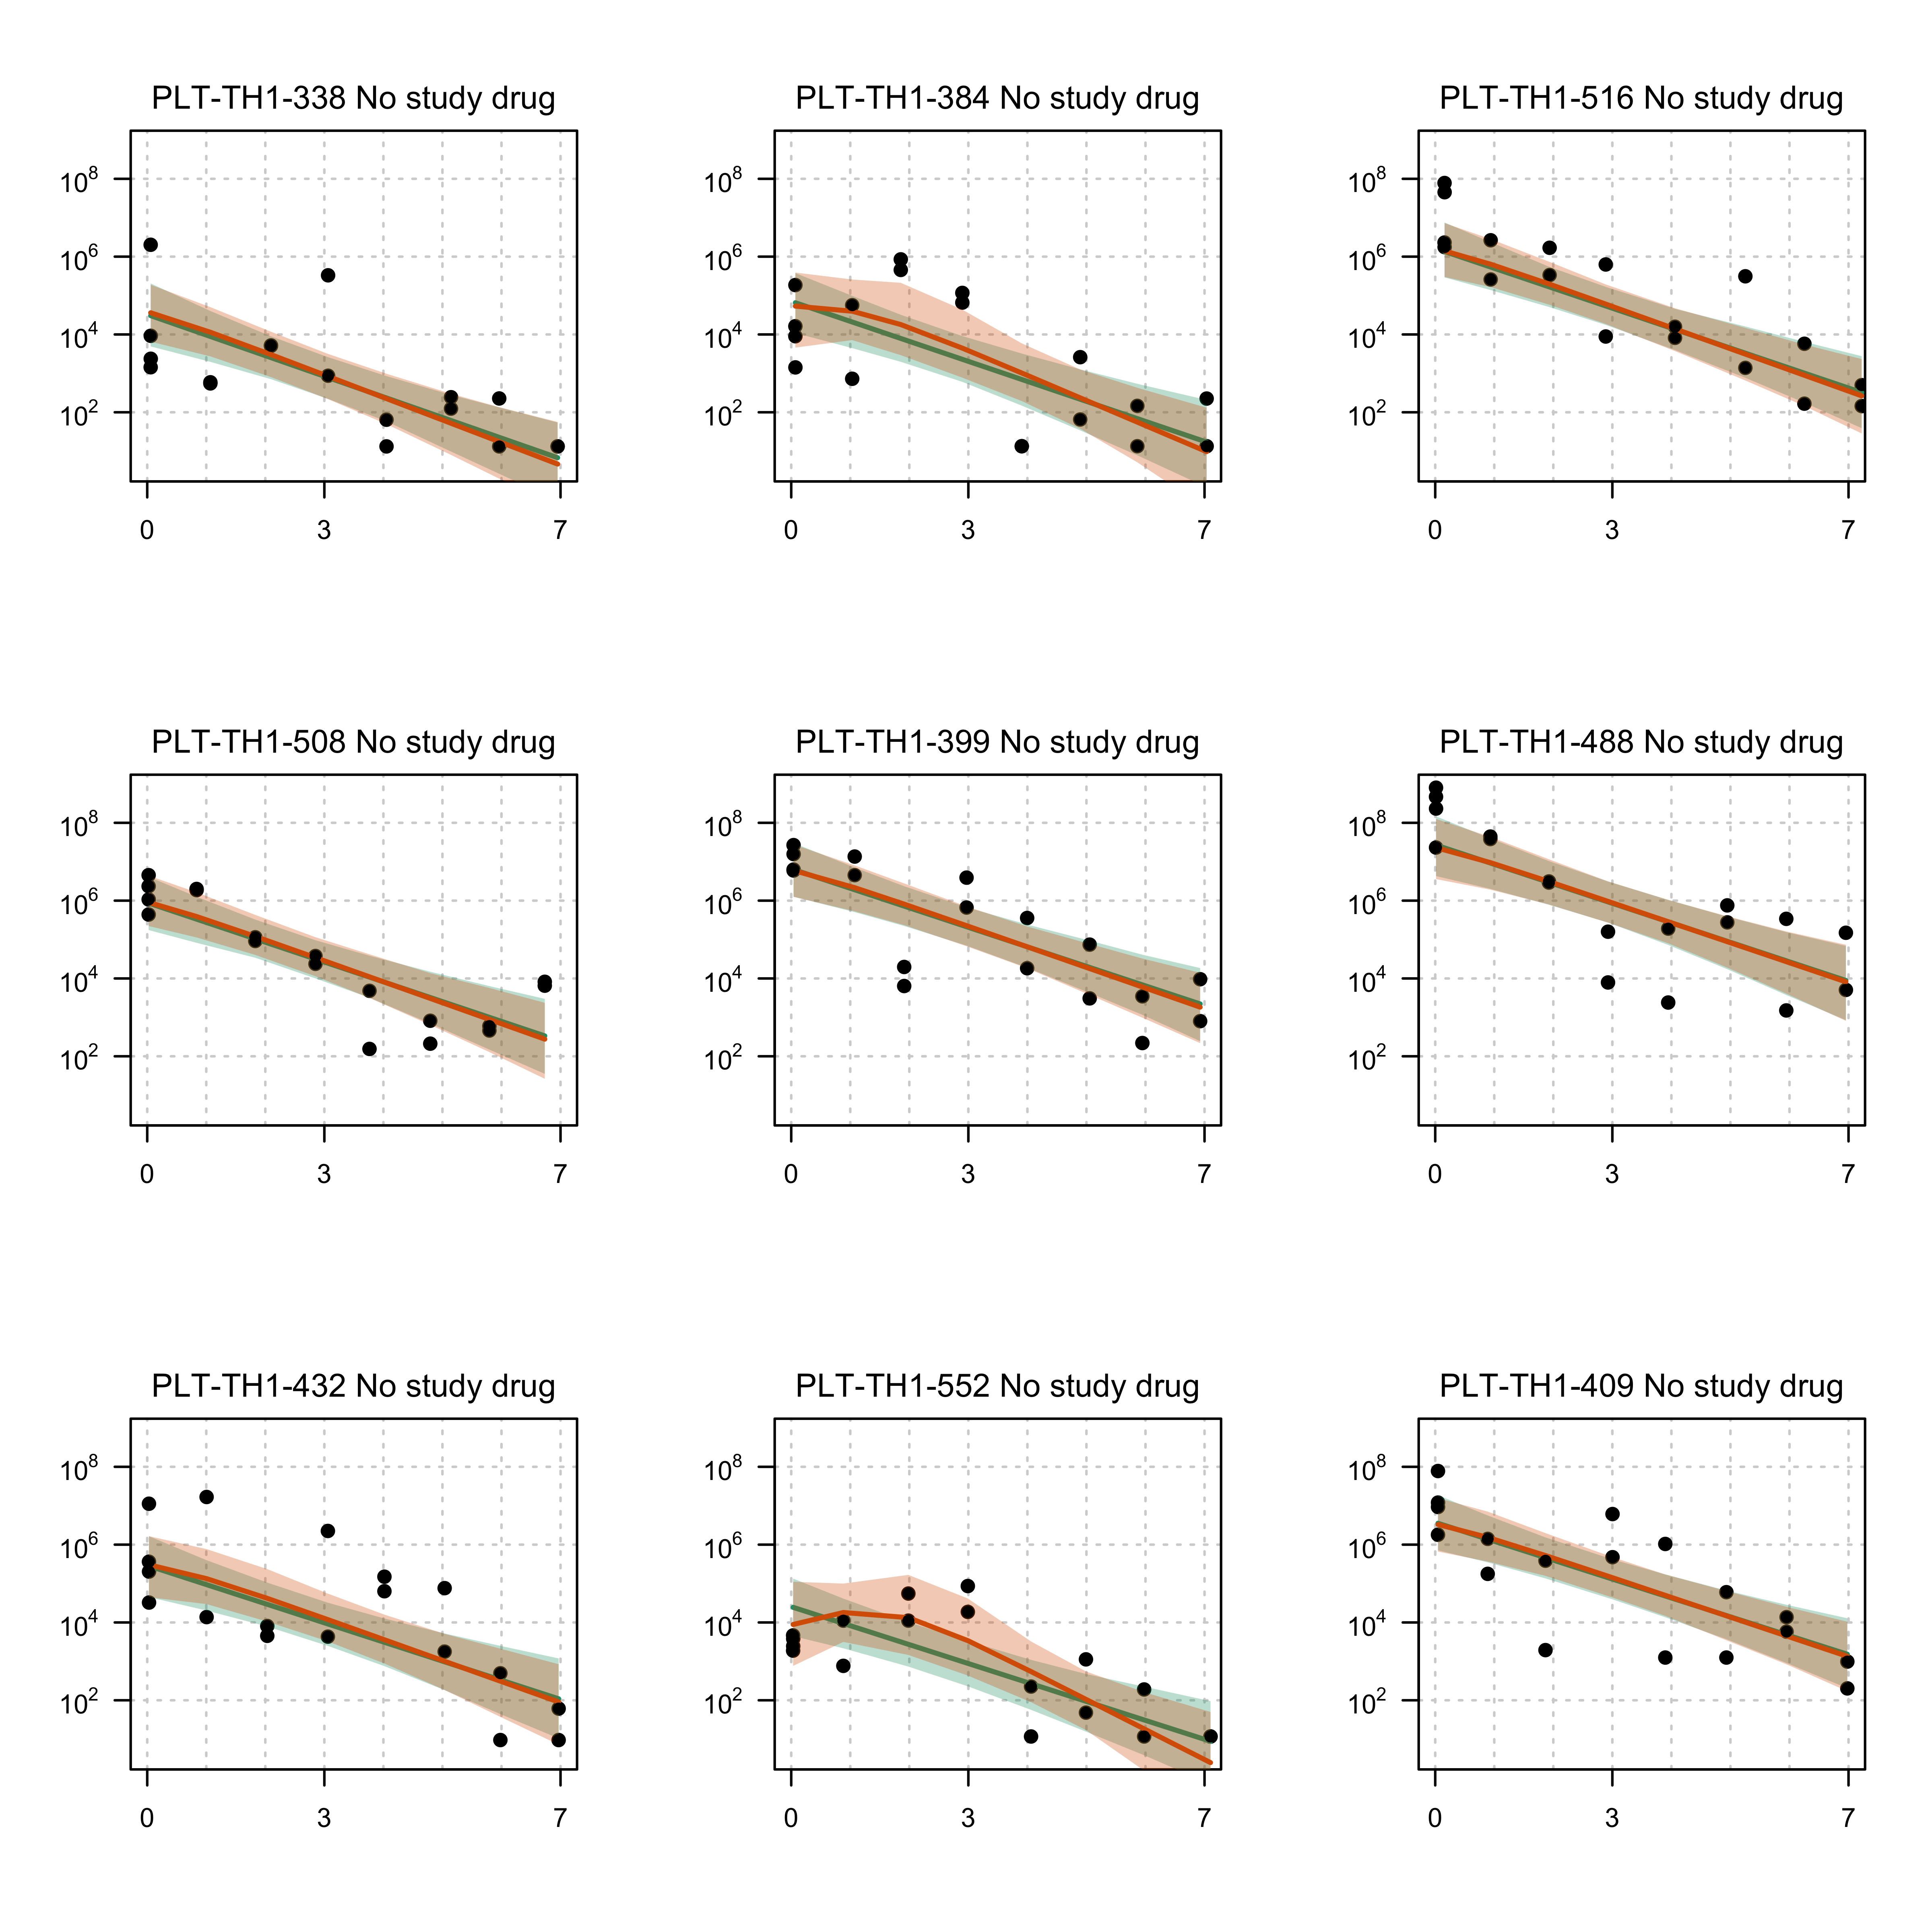 PLT-TH1-338 No study drug
10^8
10^6
10^4
10^2
0 3 7
PLT-TH1-384 No study drug
10^8
10^6
10^4
10^2
0 3 7
PLT-TH1-516 No study drug
10^8
10^6
10^4
10^2
0 3 7
PLT-TH1-508 No study drug
10^8
10^6
10^4
10^2
0 3 7
PLT-TH1-399 No study drug
10^8
10^6
10^4
10^2
0 3 7
PLT-TH1-488 No study drug
10^8
10^6
10^4
10^2
0 3 7
PLT-TH1-432 No study drug
10^8
10^6
10^4
10^2
0 3 7
PLT-TH1-552 No study drug
10^8
10^6
10^4
10^2
0 3 7
PLT-TH1-409 No study drug
10^8
10^6
10^4
10^2
0 3 7